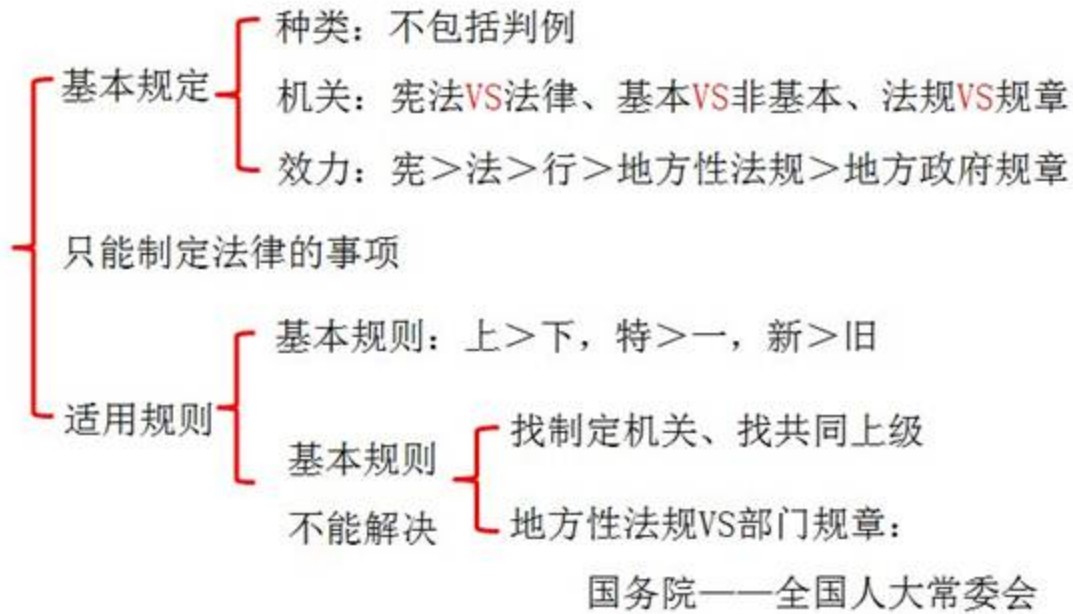 种类：不包括判例
基本规定
机关：宪法VS法律、基本VS非基本、法规VS规章
效力：宪>法>行>地方性法规>地方政府规章
只能制定法律的事项
基本规则：上>下，特>一，新>旧
适用规则
找制定机关、找共同上级
基本规则
不能解决
地方性法规VS部门规章：
国务院——全国人大常委会